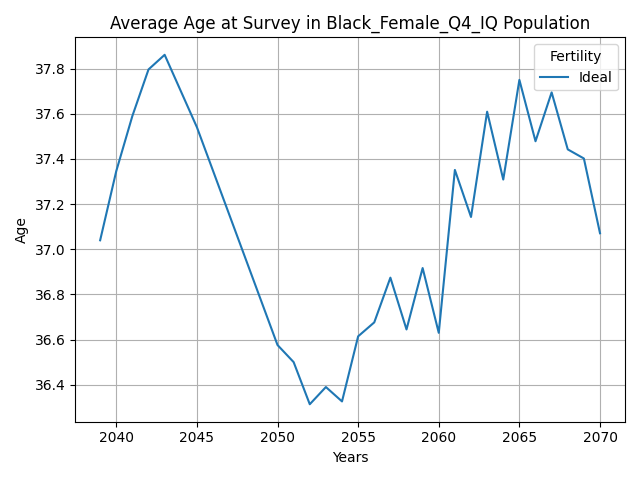 Average Age at Survey in Black_Female_Q4_IQ Population
Fertility
Ideal
Age
37.8
37.6
37.4
37.2
37.0
36.8
36.6
36.4
2040 2045 2050 2055 2060 2065 2070
Years